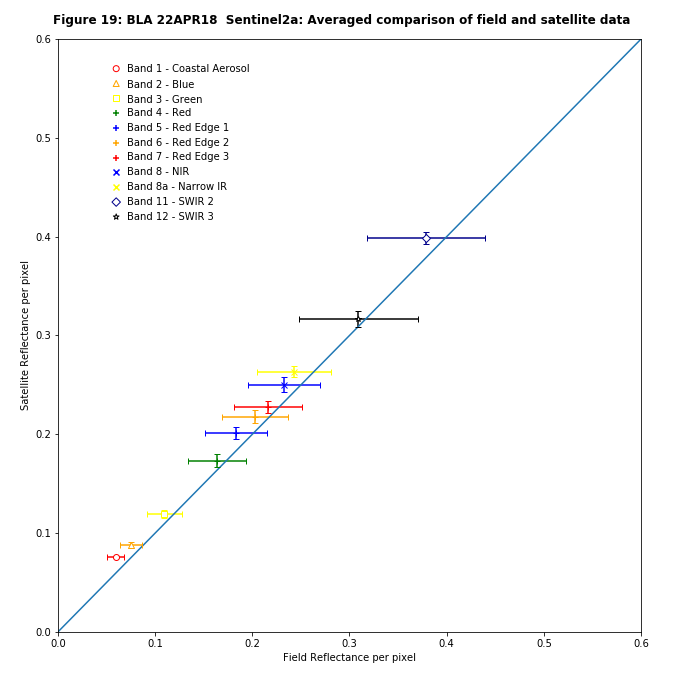 Figure 19: BLA 22APR18  Sentinel2a: Averaged comparison of field and satellite data
0.6
0.5
0.4
0.3
0.2
0.1
0.0
Satellite Reflectance per pixel
Band 1 - Coastal Aerosol
Band 2 - Blue
Band 3 - Green
Band 4 - Red
Band 5 - Red Edge 1
Band 6 - Red Edge 2
Band 7 - Red Edge 3
Band 8 - NIR
Band 8a - Narrow IR
Band 11 - SWIR 2
Band 12 - SWIR 3
0.0 0.1 0.2 0.3 0.4 0.5 0.6
Field Reflectance per pixel